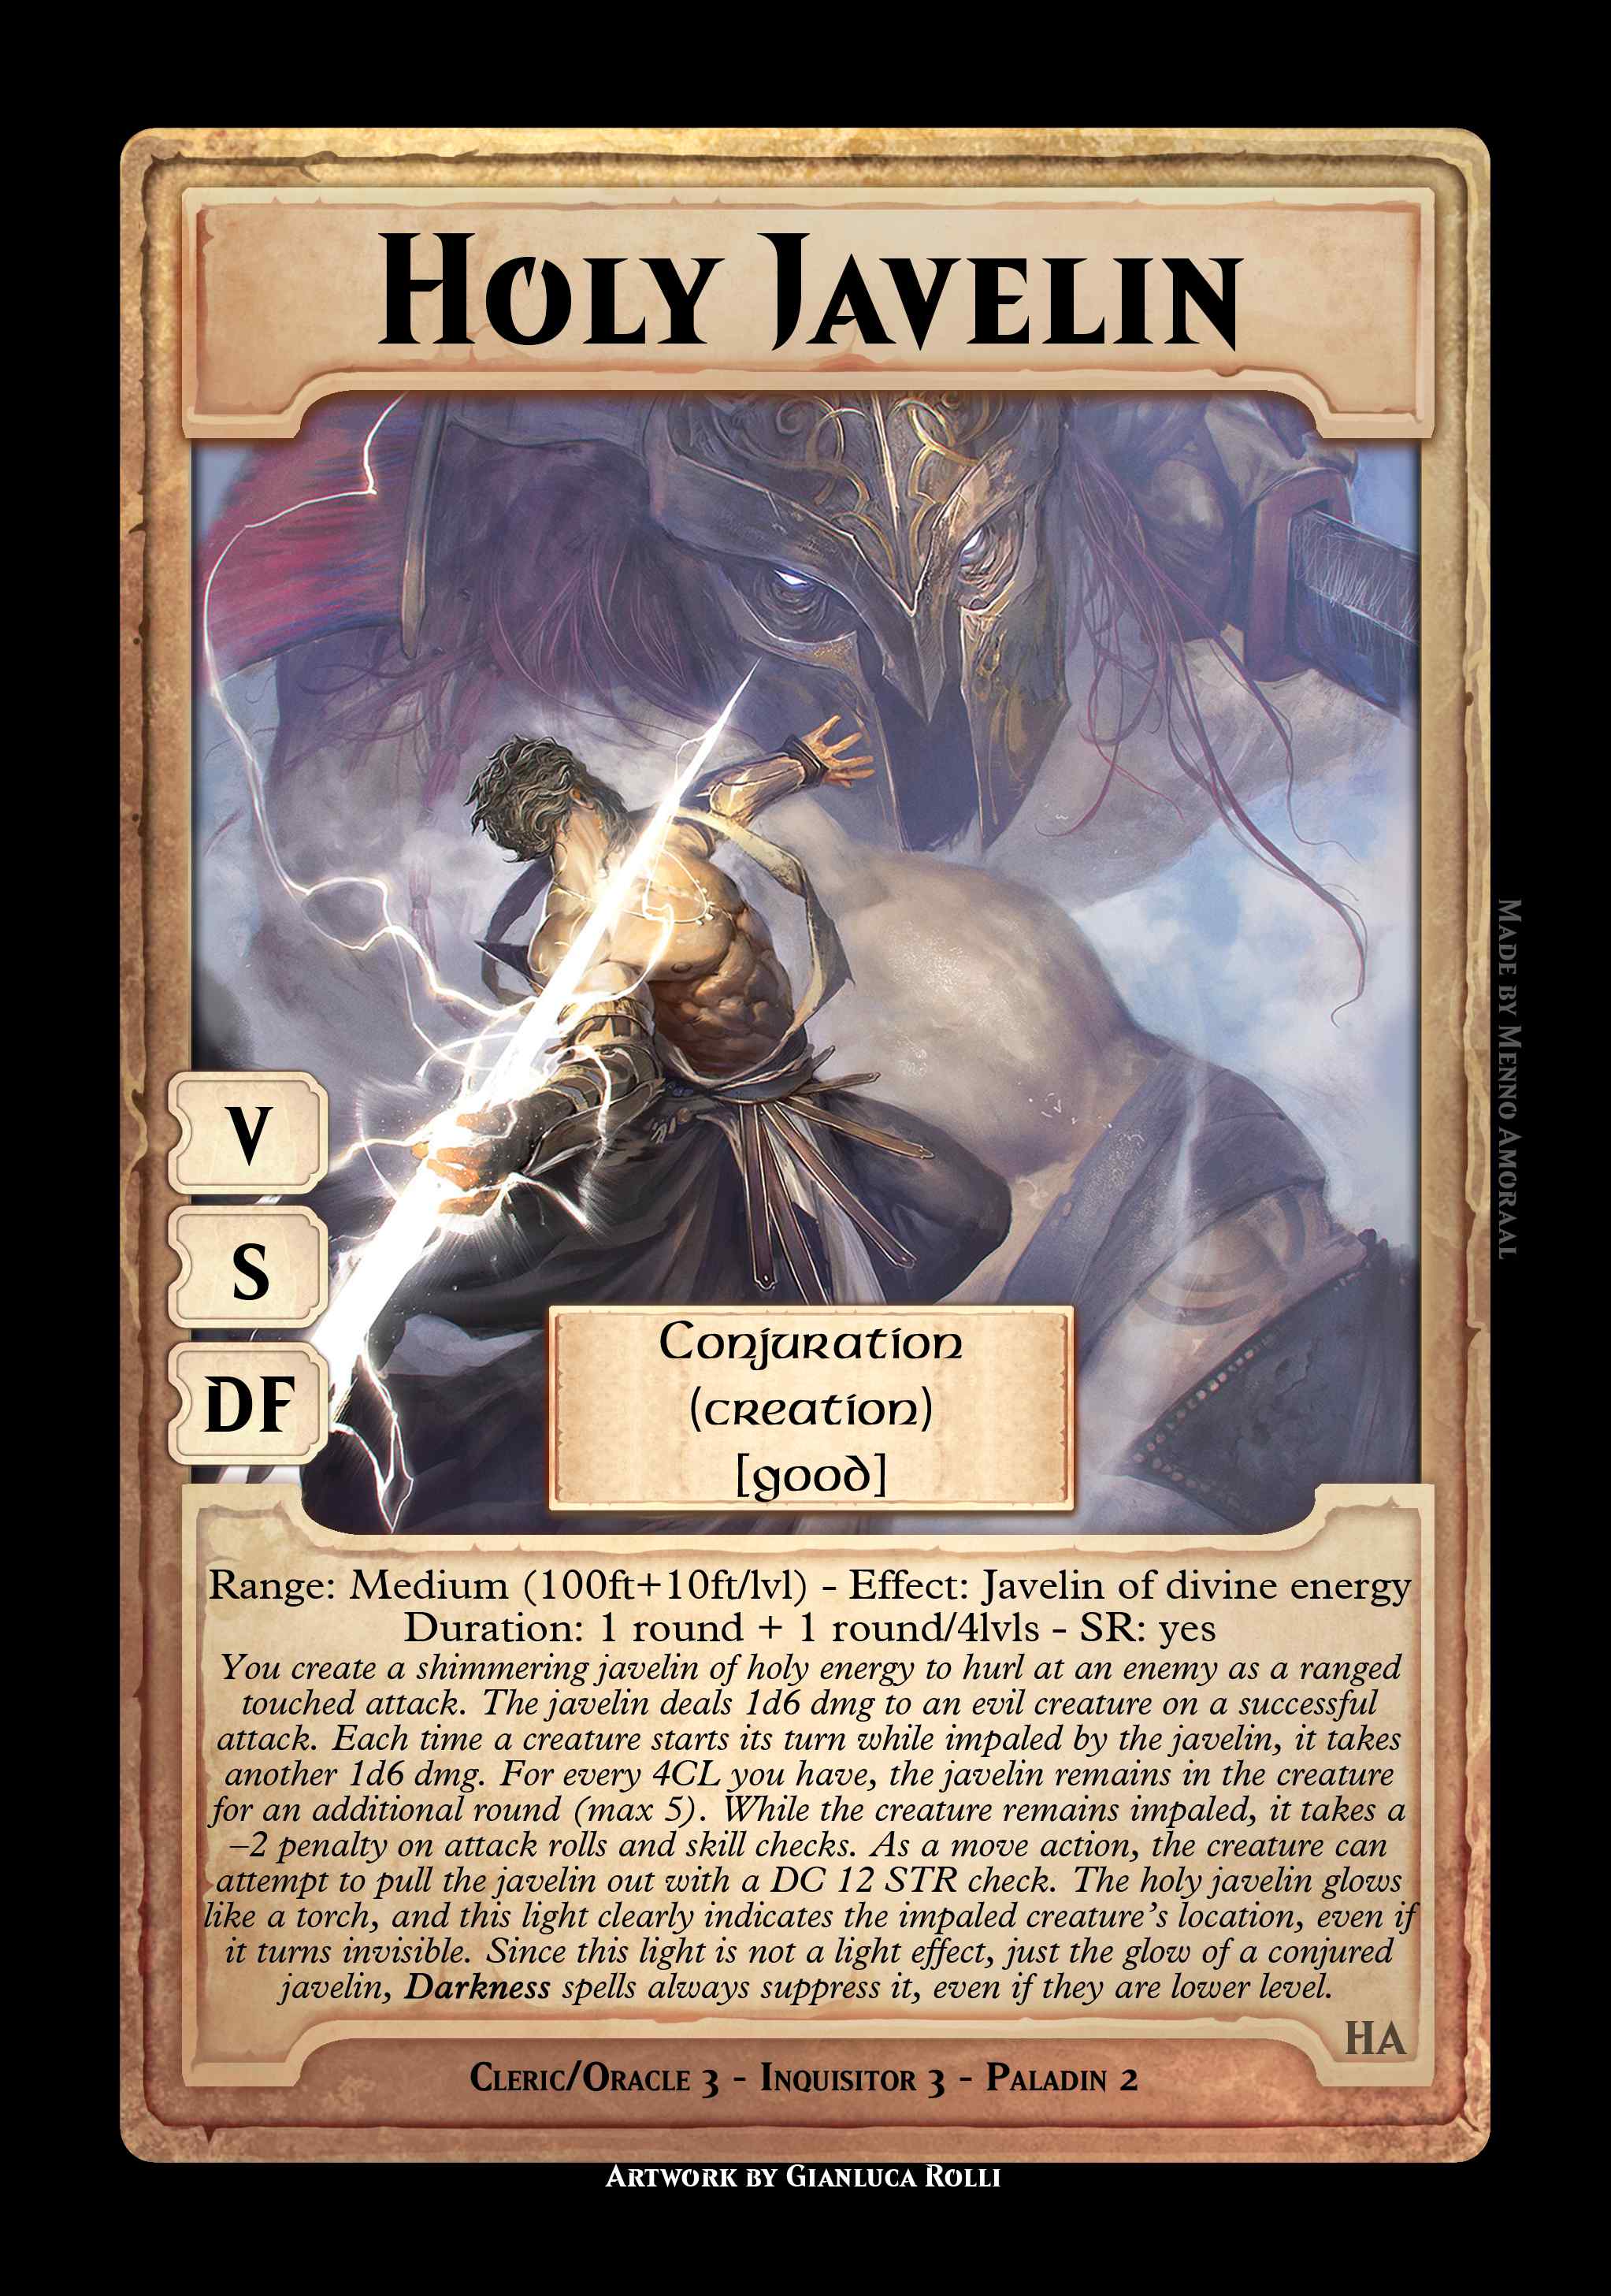 Holy Javelin
V
S
DF
Conjuration
(creation)
[good]
Range: Medium (100ft+10ft/lvl) - Effect: Javelin of divine energy
Duration: 1 round + 1 round/4lvls - SR: yes
You create a shimmering javelin of holy energy to hurl at an enemy as a ranged
touched attack. The javelin deals 1d6 dmg to an evil creature on a successful
attack. Each time a creature starts its turn while impaled by the javelin, it takes
another 1d6 dmg. For every 4CL you have, the javelin remains in the creature
for an additional round (max 5). While the creature remains impaled, it takes a
–2 penalty on attack rolls and skill checks. As a move action, the creature can
attempt to pull the javelin out with a DC 12 STR check. The holy javelin glows
like a torch, and this light clearly indicates the impaled creature’s location, even if
it turns invisible. Since this light is not a light effect, just the glow of a conjured
javelin, Darkness spells always suppress it, even if they are lower level.
HA
Cleric/Oracle 3 - Inquisitor 3 - Paladin 2
Artwork by Gianluca Rolli
Made by Menno Amoraal